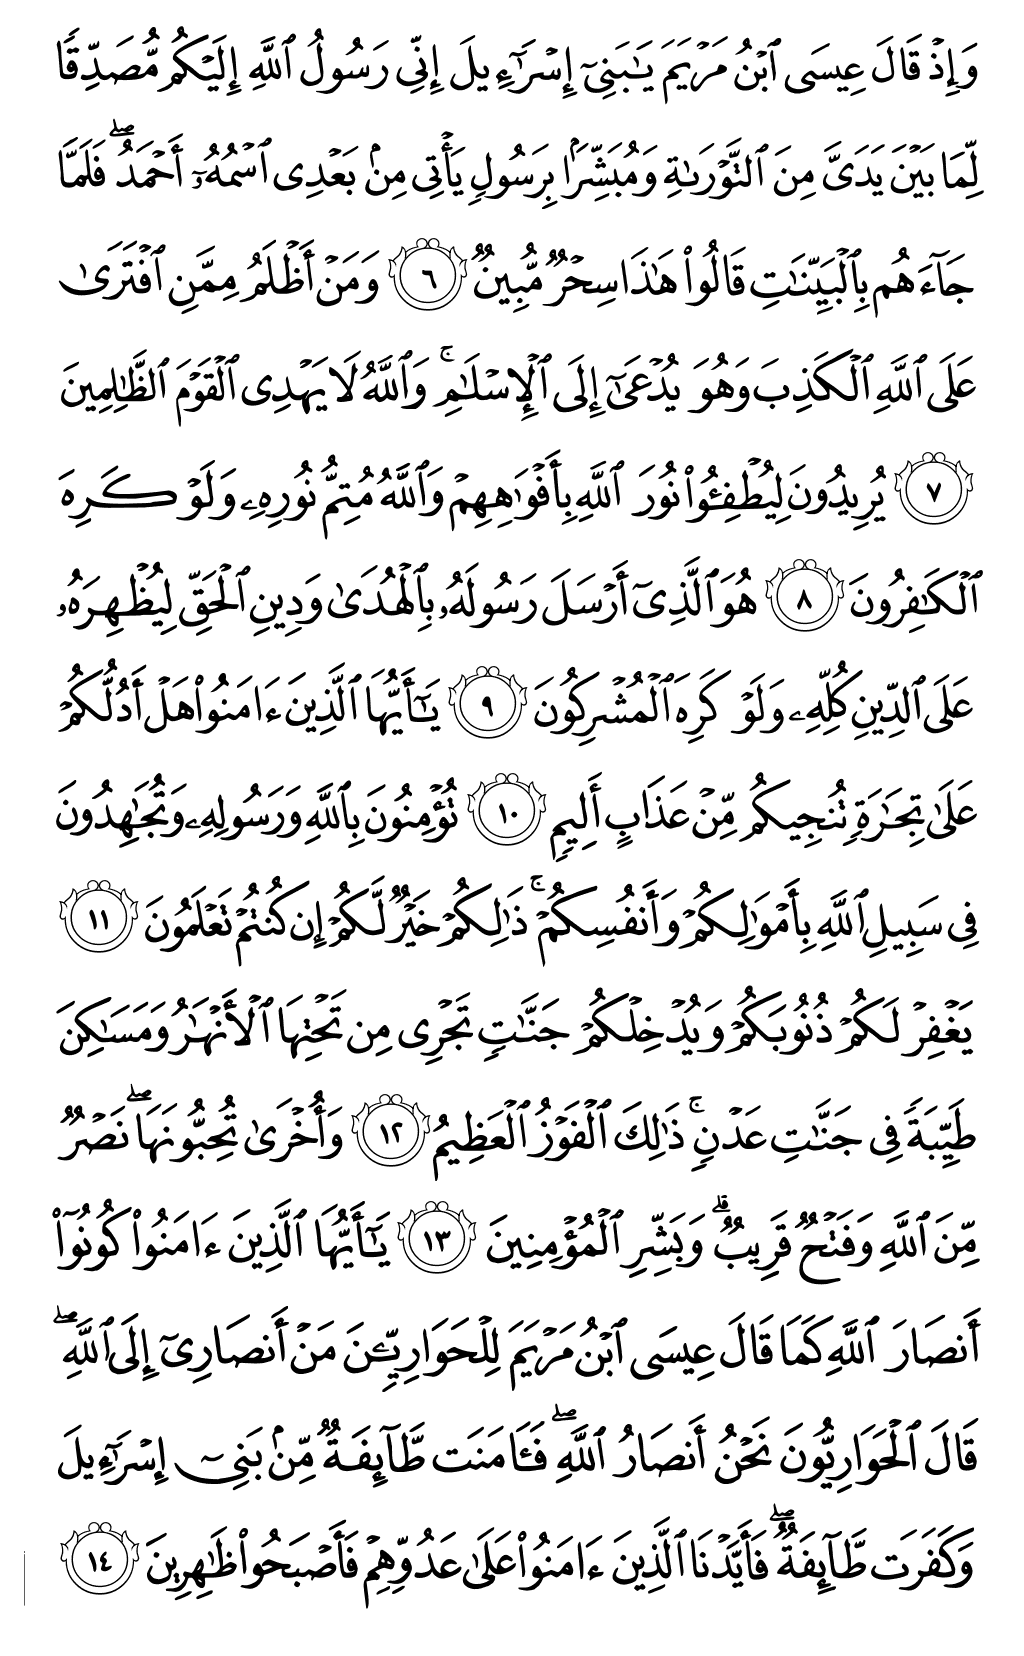 وَإِذۡ قَالَ عِيسَى ٱبۡنُ مَرۡيَمَ يَـٰبَنِىٓ إِسۡرَـٰٓءِيلَ إِنِّى رَسُولُ ٱللَّهِ إِلَيۡكُم مُّصَدِّقًا
لِّمَا بَيۡنَ يَدَىَّ مِنَ ٱلتَّوۡرَىٰةِ وَمُبَشِّرَۢا بِرَسُولٍ يَأۡتِى مِنۢ بَعۡدِى ٱسۡمُهُۥٓ أَحۡمَدُۖ فَلَمَّا
جَآءَهُم بِٱلۡبَيِّنَـٰتِ قَالُوا۟ هَـٰذَا سِحۡرٌ مُّبِينٌ ٦ وَمَنۡ أَظۡلَمُ مِمَّنِ ٱفۡتَرَىٰ
عَلَى ٱللَّهِ ٱلۡكَذِبَ وَهُوَ يُدۡعَىٰٓ إِلَى ٱلۡإِسۡلَـٰمِۚ وَٱللَّهُ لَا يَهۡدِى ٱلۡقَوۡمَ ٱلظَّـٰلِمِينَ
٧ يُرِيدُونَ لِيُطۡفِـُٔوا۟ نُورَ ٱللَّهِ بِأَفۡوَٰهِهِمۡ وَٱللَّهُ مُتِمُّ نُورِهِۦ وَلَوۡ كَرِهَ
ٱلۡكَـٰفِرُونَ ٨ هُوَ ٱلَّذِىٓ أَرۡسَلَ رَسُولَهُۥ بِٱلۡهُدَىٰ وَدِينِ ٱلۡحَقِّ لِيُظۡهِرَهُۥ
عَلَى ٱلدِّينِ كُلِّهِۦ وَلَوۡ كَرِهَ ٱلۡمُشۡرِكُونَ ٩ يَـٰٓأَيُّهَا ٱلَّذِينَ ءَامَنُوا۟ هَلۡ أَدُلُّكُمۡ
عَلَىٰ تِجَـٰرَةٍ تُنجِيكُم مِّنۡ عَذَابٍ أَلِيمٍ ١٠ تُؤۡمِنُونَ بِٱللَّهِ وَرَسُولِهِۦ وَتُجَـٰهِدُونَ
فِى سَبِيلِ ٱللَّهِ بِأَمۡوَٰلِكُمۡ وَأَنفُسِكُمۡۚ ذَٰلِكُمۡ خَيۡرٌ لَّكُمۡ إِن كُنتُمۡ تَعۡلَمُونَ ١١
يَغۡفِرۡ لَكُمۡ ذُنُوبَكُمۡ وَيُدۡخِلۡكُمۡ جَنَّـٰتٍ تَجۡرِى مِن تَحۡتِهَا ٱلۡأَنۡهَـٰرُ وَمَسَـٰكِنَ
طَيِّبَةً فِى جَنَّـٰتِ عَدۡنٍۚ ذَٰلِكَ ٱلۡفَوۡزُ ٱلۡعَظِيمُ ١٢ وَأُخۡرَىٰ تُحِبُّونَهَاۖ نَصۡرٌ
مِّنَ ٱللَّهِ وَفَتۡحٌ قَرِيبٌۗ وَبَشِّرِ ٱلۡمُؤۡمِنِينَ ١٣ يَـٰٓأَيُّهَا ٱلَّذِينَ ءَامَنُوا۟ كُونُوٓا۟
أَنصَارَ ٱللَّهِ كَمَا قَالَ عِيسَى ٱبۡنُ مَرۡيَمَ لِلۡحَوَارِيِّـۧنَ مَنۡ أَنصَارِىٓ إِلَى ٱللَّهِۖ
قَالَ ٱلۡحَوَارِيُّونَ نَحۡنُ أَنصَارُ ٱللَّهِۖ فَـَٔامَنَت طَّآئِفَةٌ مِّنۢ بَنِىٓ إِسۡرَـٰٓءِيلَ
وَكَفَرَت طَّآئِفَةٌۖ فَأَيَّدۡنَا ٱلَّذِينَ ءَامَنُوا۟ عَلَىٰ عَدُوِّهِمۡ فَأَصۡبَحُوا۟ ظَـٰهِرِينَ ١٤